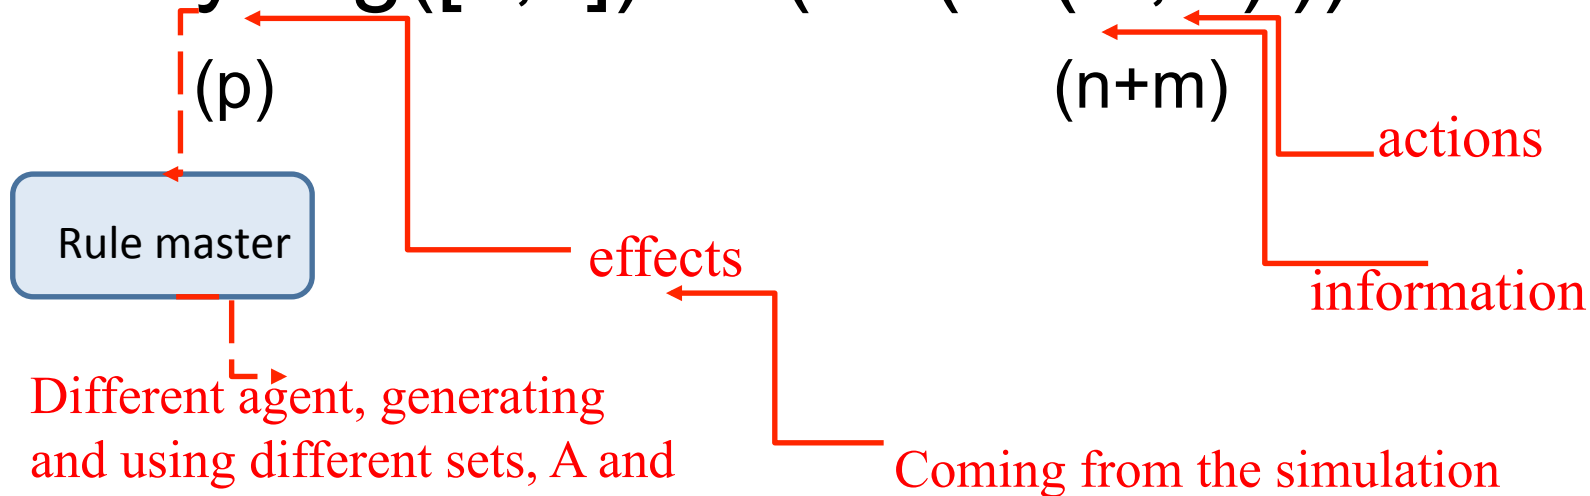 (p)
(n+m)
actions
Rule master
effects
information
Different agent, generating
and using different sets, A and
Coming from the simulation